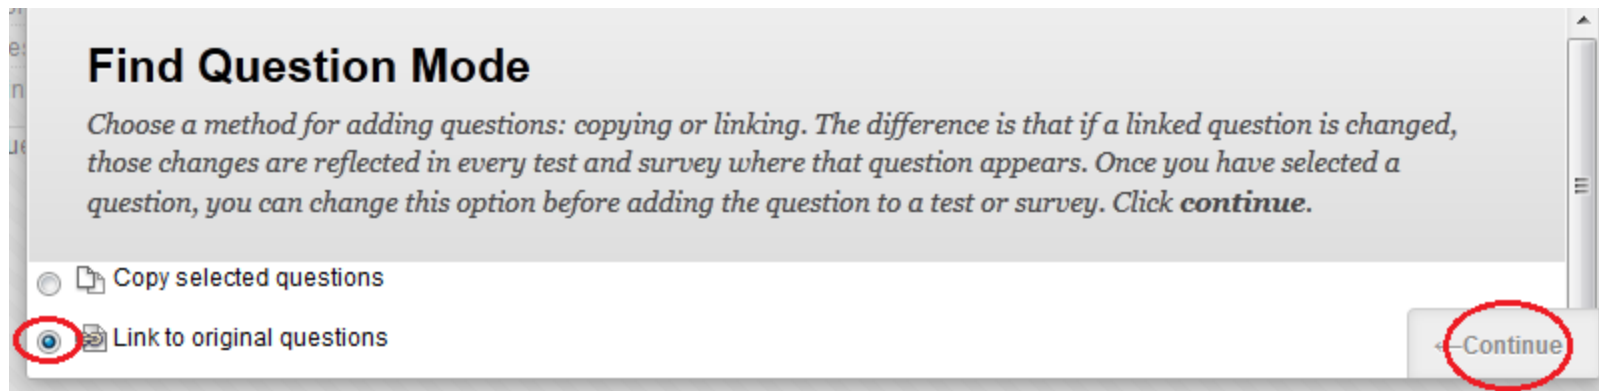 Find Question Mode
Choose a method for adding questions: copying or linking. The difference is that if a linked question is changed,
those changes are reflected in every test and survey where that question appears. Once you have selected a
question, you can change this option before adding the question to a test or survey. Click continue.
Copy selected questions
Link to original questions
Continue